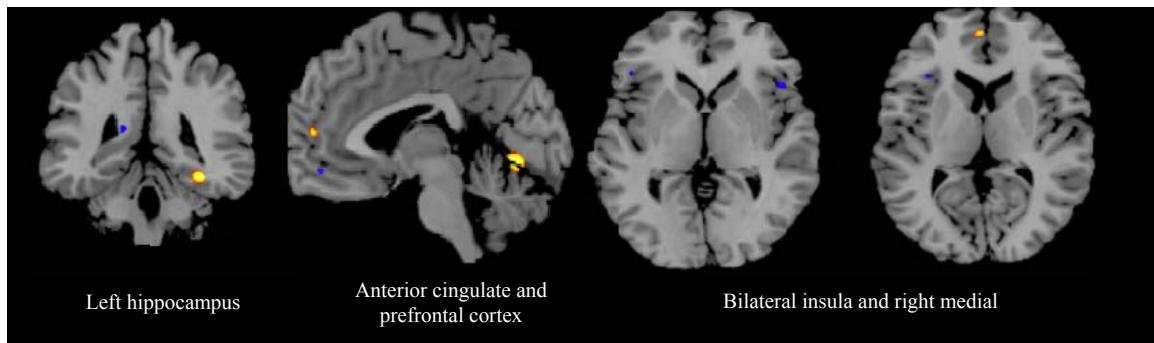 Left hippocampus
Anterior cingulate and
prefrontal cortex
Bilateral insula and right medial